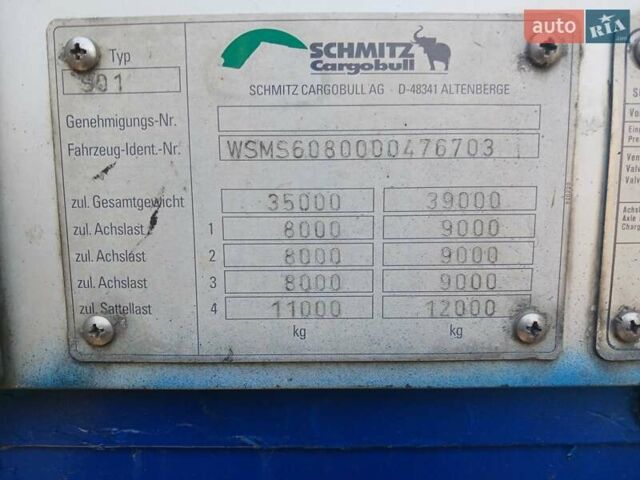 auto RIA
SCHMITZ
Cargobull
SCHMITZ CARGOBULL AG - D-48341 ALTENBERGE
Typ
901
Genehmigungs-Nr.
Fahrzeug-Ident.-Nr. WSMS6080000476703
zul. Gesamtgewicht 35000 39000
zul. Achslast 1 8000 9000
zul. Achslast 2 8000 9000
zul. Achslast 3 8000 9000
zul. Sattellast 4 11000 12000
kg kg